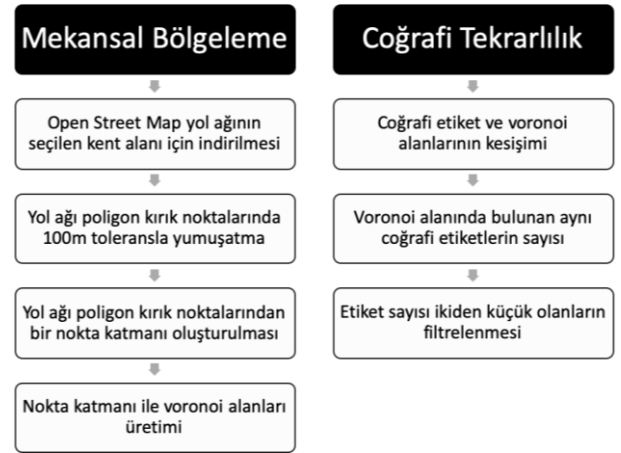 Mekansal Bölgeleme
Open Street Map yol ağının
seçilen kent alanı için indirilmesi
Yol ağı poligon kırık noktalarında
100m toleransla yumuşatma
Yol ağı poligon kırık noktalarından
bir nokta katmanı oluşturulması
Nokta katmanı ile voronoi alanları
üretimi
Coğrafi Tekrarlılık
Coğrafi etiket ve voronoi
alanlarının kesişimi
Voronoi alanında bulunan aynı
coğrafi etiketlerin sayısı
Etiket sayısı ikiden küçük olanların
filtrelenmesi